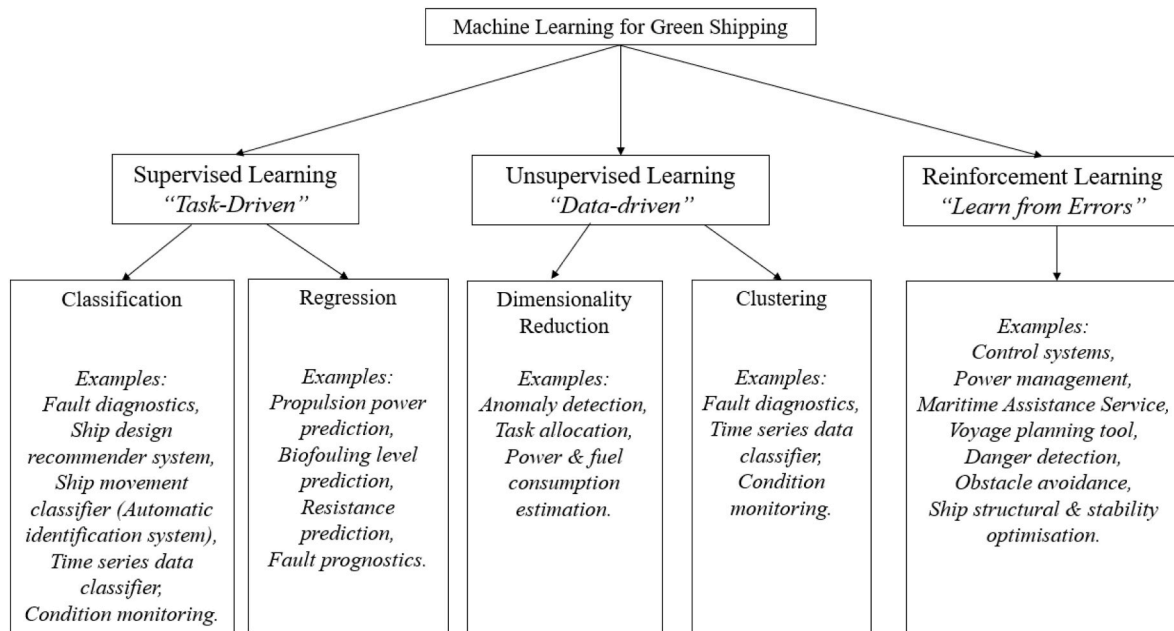 Machine Learning for Green Shipping
Supervised Learning
“Task-Driven”
Unsupervised Learning
“Data-driven”
Reinforcement Learning
“Learn from Errors”
Classification
Examples:
Fault diagnostics,
Ship design
recommender system,
Ship movement
classifier (Automatic
identification system),
Time series data
classifier,
Condition monitoring.
Regression
Examples:
Propulsion power
prediction,
Biofouling level
prediction,
Resistance
prediction,
Fault prognostics.
Dimensionality
Reduction
Examples:
Anomaly detection,
Task allocation,
Power & fuel
consumption
estimation.
Clustering
Examples:
Fault diagnostics,
Time series data
classifier,
Condition
monitoring.
Examples:
Control systems,
Power management,
Maritime Assistance Service,
Voyage planning tool,
Danger detection,
Obstacle avoidance,
Ship structural & stability
optimisation.